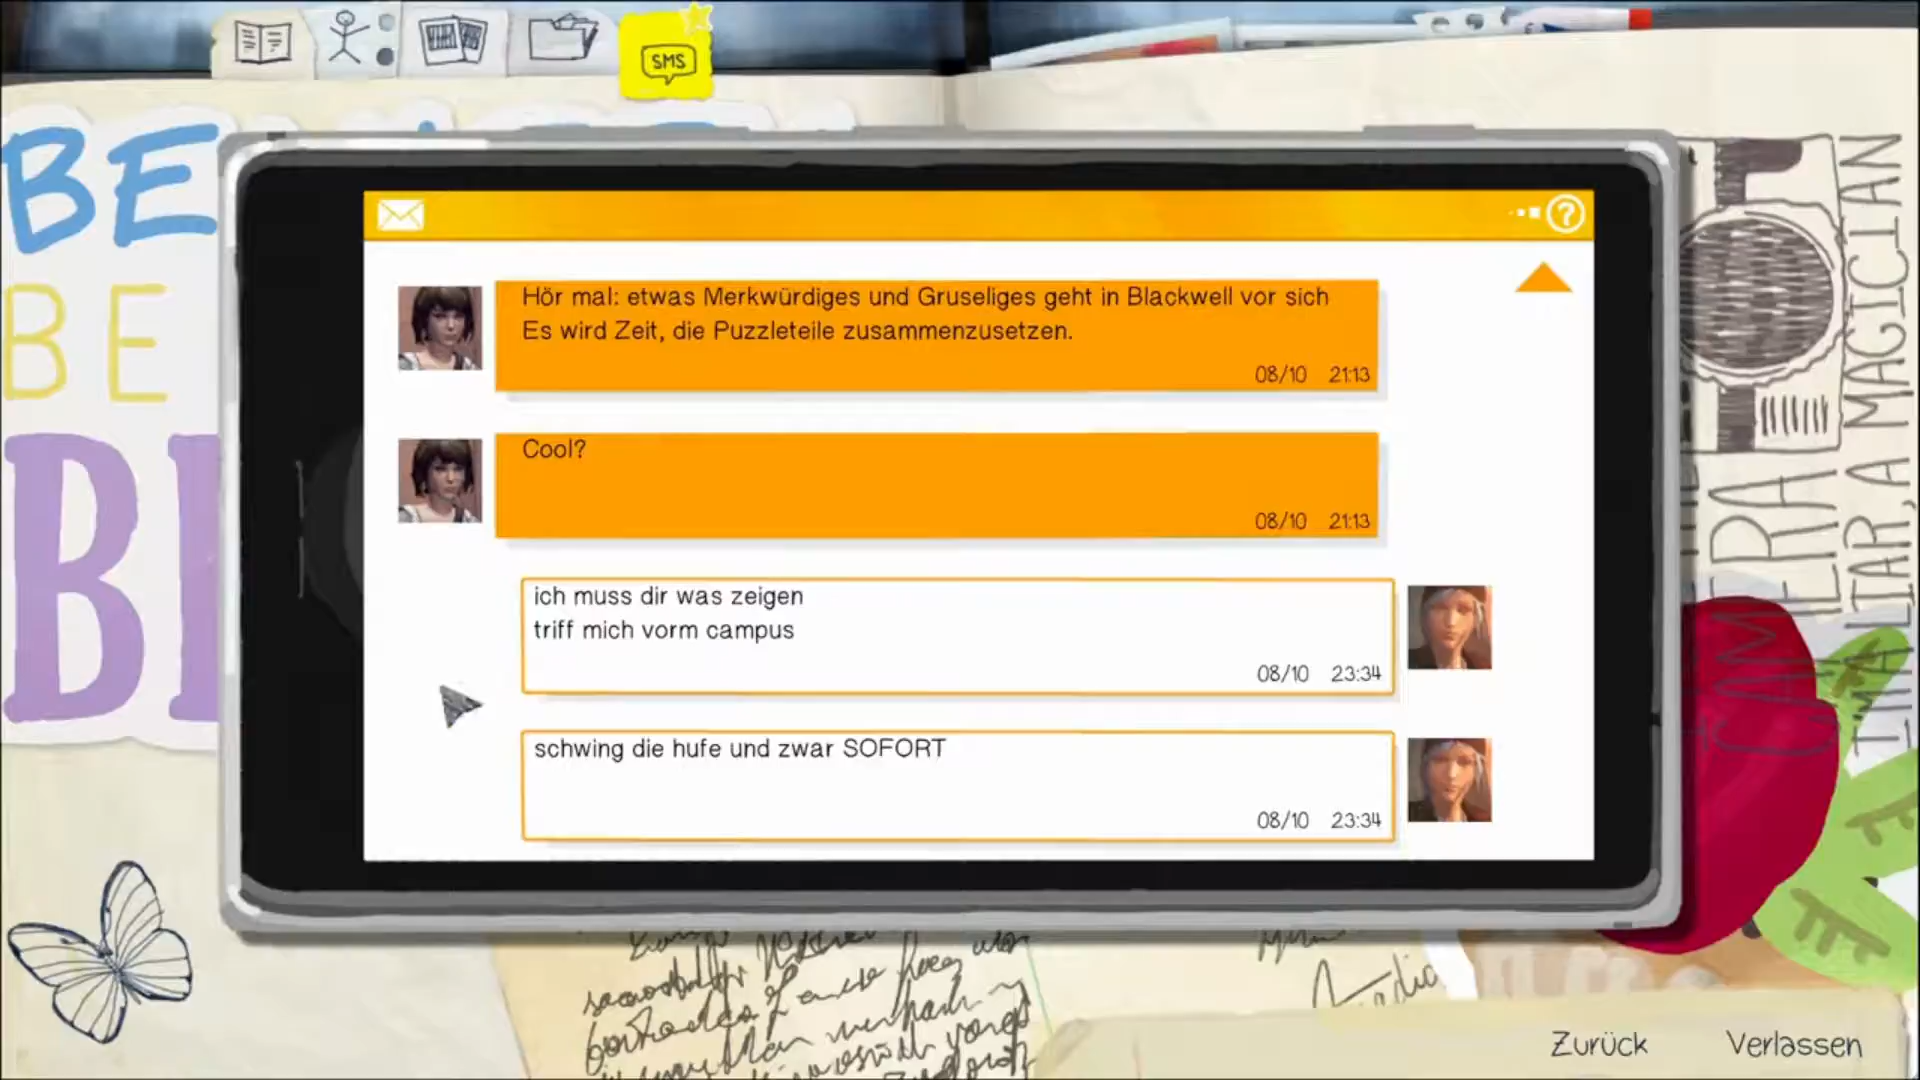 SMS
BE
BE
Hör mal: etwas Merkwürdiges und Gruseliges geht in Blackwell vor sich
Es wird Zeit, die Puzzleteile zusammenzusetzen.
08/10 21:13
Cool?
08/10 21:13
ich muss dir was zeigen
triff mich vorm campus
08/10 23:34
schwing die hufe und zwar SOFORT
08/10 23:34
CAMERA
ALTAR, A MAGICIAN
Zurück Verlassen